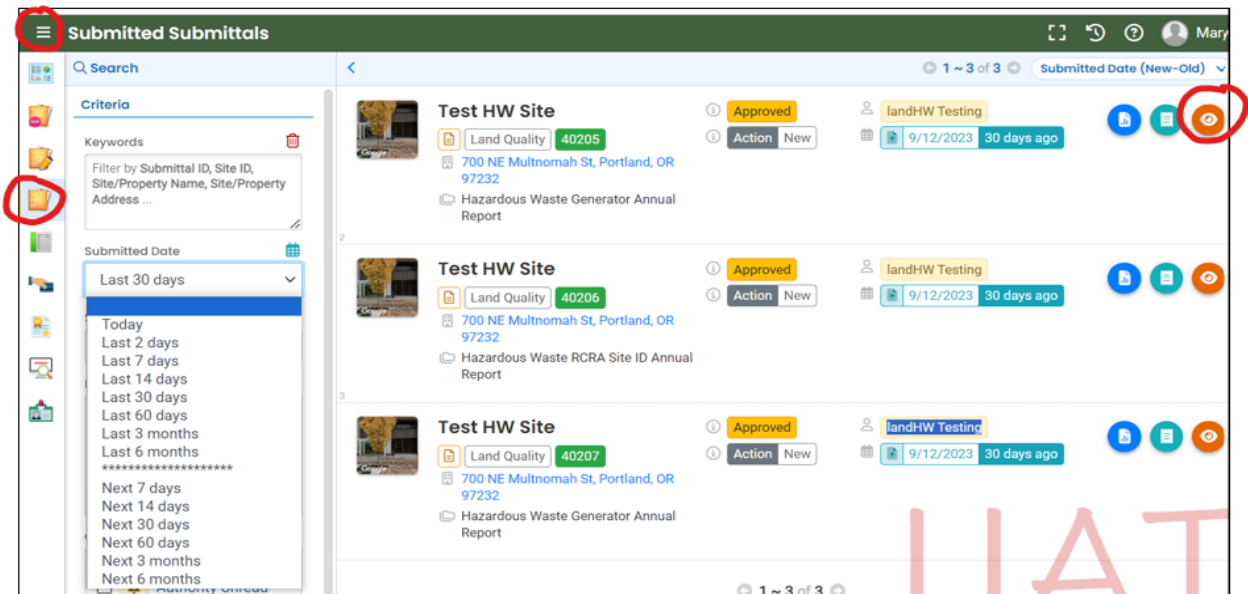 Submitted Submittals
Mary
Search
1 ~ 3 of 3
Submitted Date (New-Old)
Criteria
Keywords
Filter by Submittal ID, Site ID,
Site/Property Name, Site/Property
Address ...
Submitted Date
Last 30 days
Today
Last 2 days
Last 7 days
Last 14 days
Last 30 days
Last 60 days
Last 3 months
Last 6 months
********************
Next 7 days
Next 14 days
Next 30 days
Next 60 days
Next 3 months
Next 6 months
Authority Unread
Test HW Site
Approved
landHW Testing
Land Quality 40205
Action New
9/12/2023 30 days ago
700 NE Multnomah St, Portland, OR
97232
Hazardous Waste Generator Annual
Report
Google
2
Test HW Site
Approved
landHW Testing
Land Quality 40206
Action New
9/12/2023 30 days ago
700 NE Multnomah St, Portland, OR
97232
Hazardous Waste RCRA Site ID Annual
Report
Google
3
Test HW Site
Approved
landHW Testing
Land Quality 40207
Action New
9/12/2023 30 days ago
700 NE Multnomah St, Portland, OR
97232
Hazardous Waste Generator Annual
Report
Google
1 ~ 3 of 3
UAT